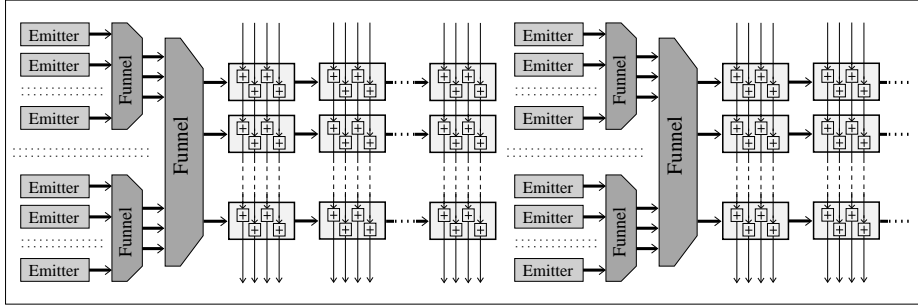 Emitter
Emitter
Emitter
Funnel
Emitter
Emitter
Emitter
Funnel
Funnel
+ + + +
+ + + +
+ + + +
+ + + +
+ + + +
+ + + +
+ + + +
+ + + +
+ + + +
Emitter
Emitter
Emitter
Funnel
Emitter
Emitter
Emitter
Funnel
Funnel
+ + + +
+ + + +
+ + + +
+ + + +
+ + + +
+ + + +